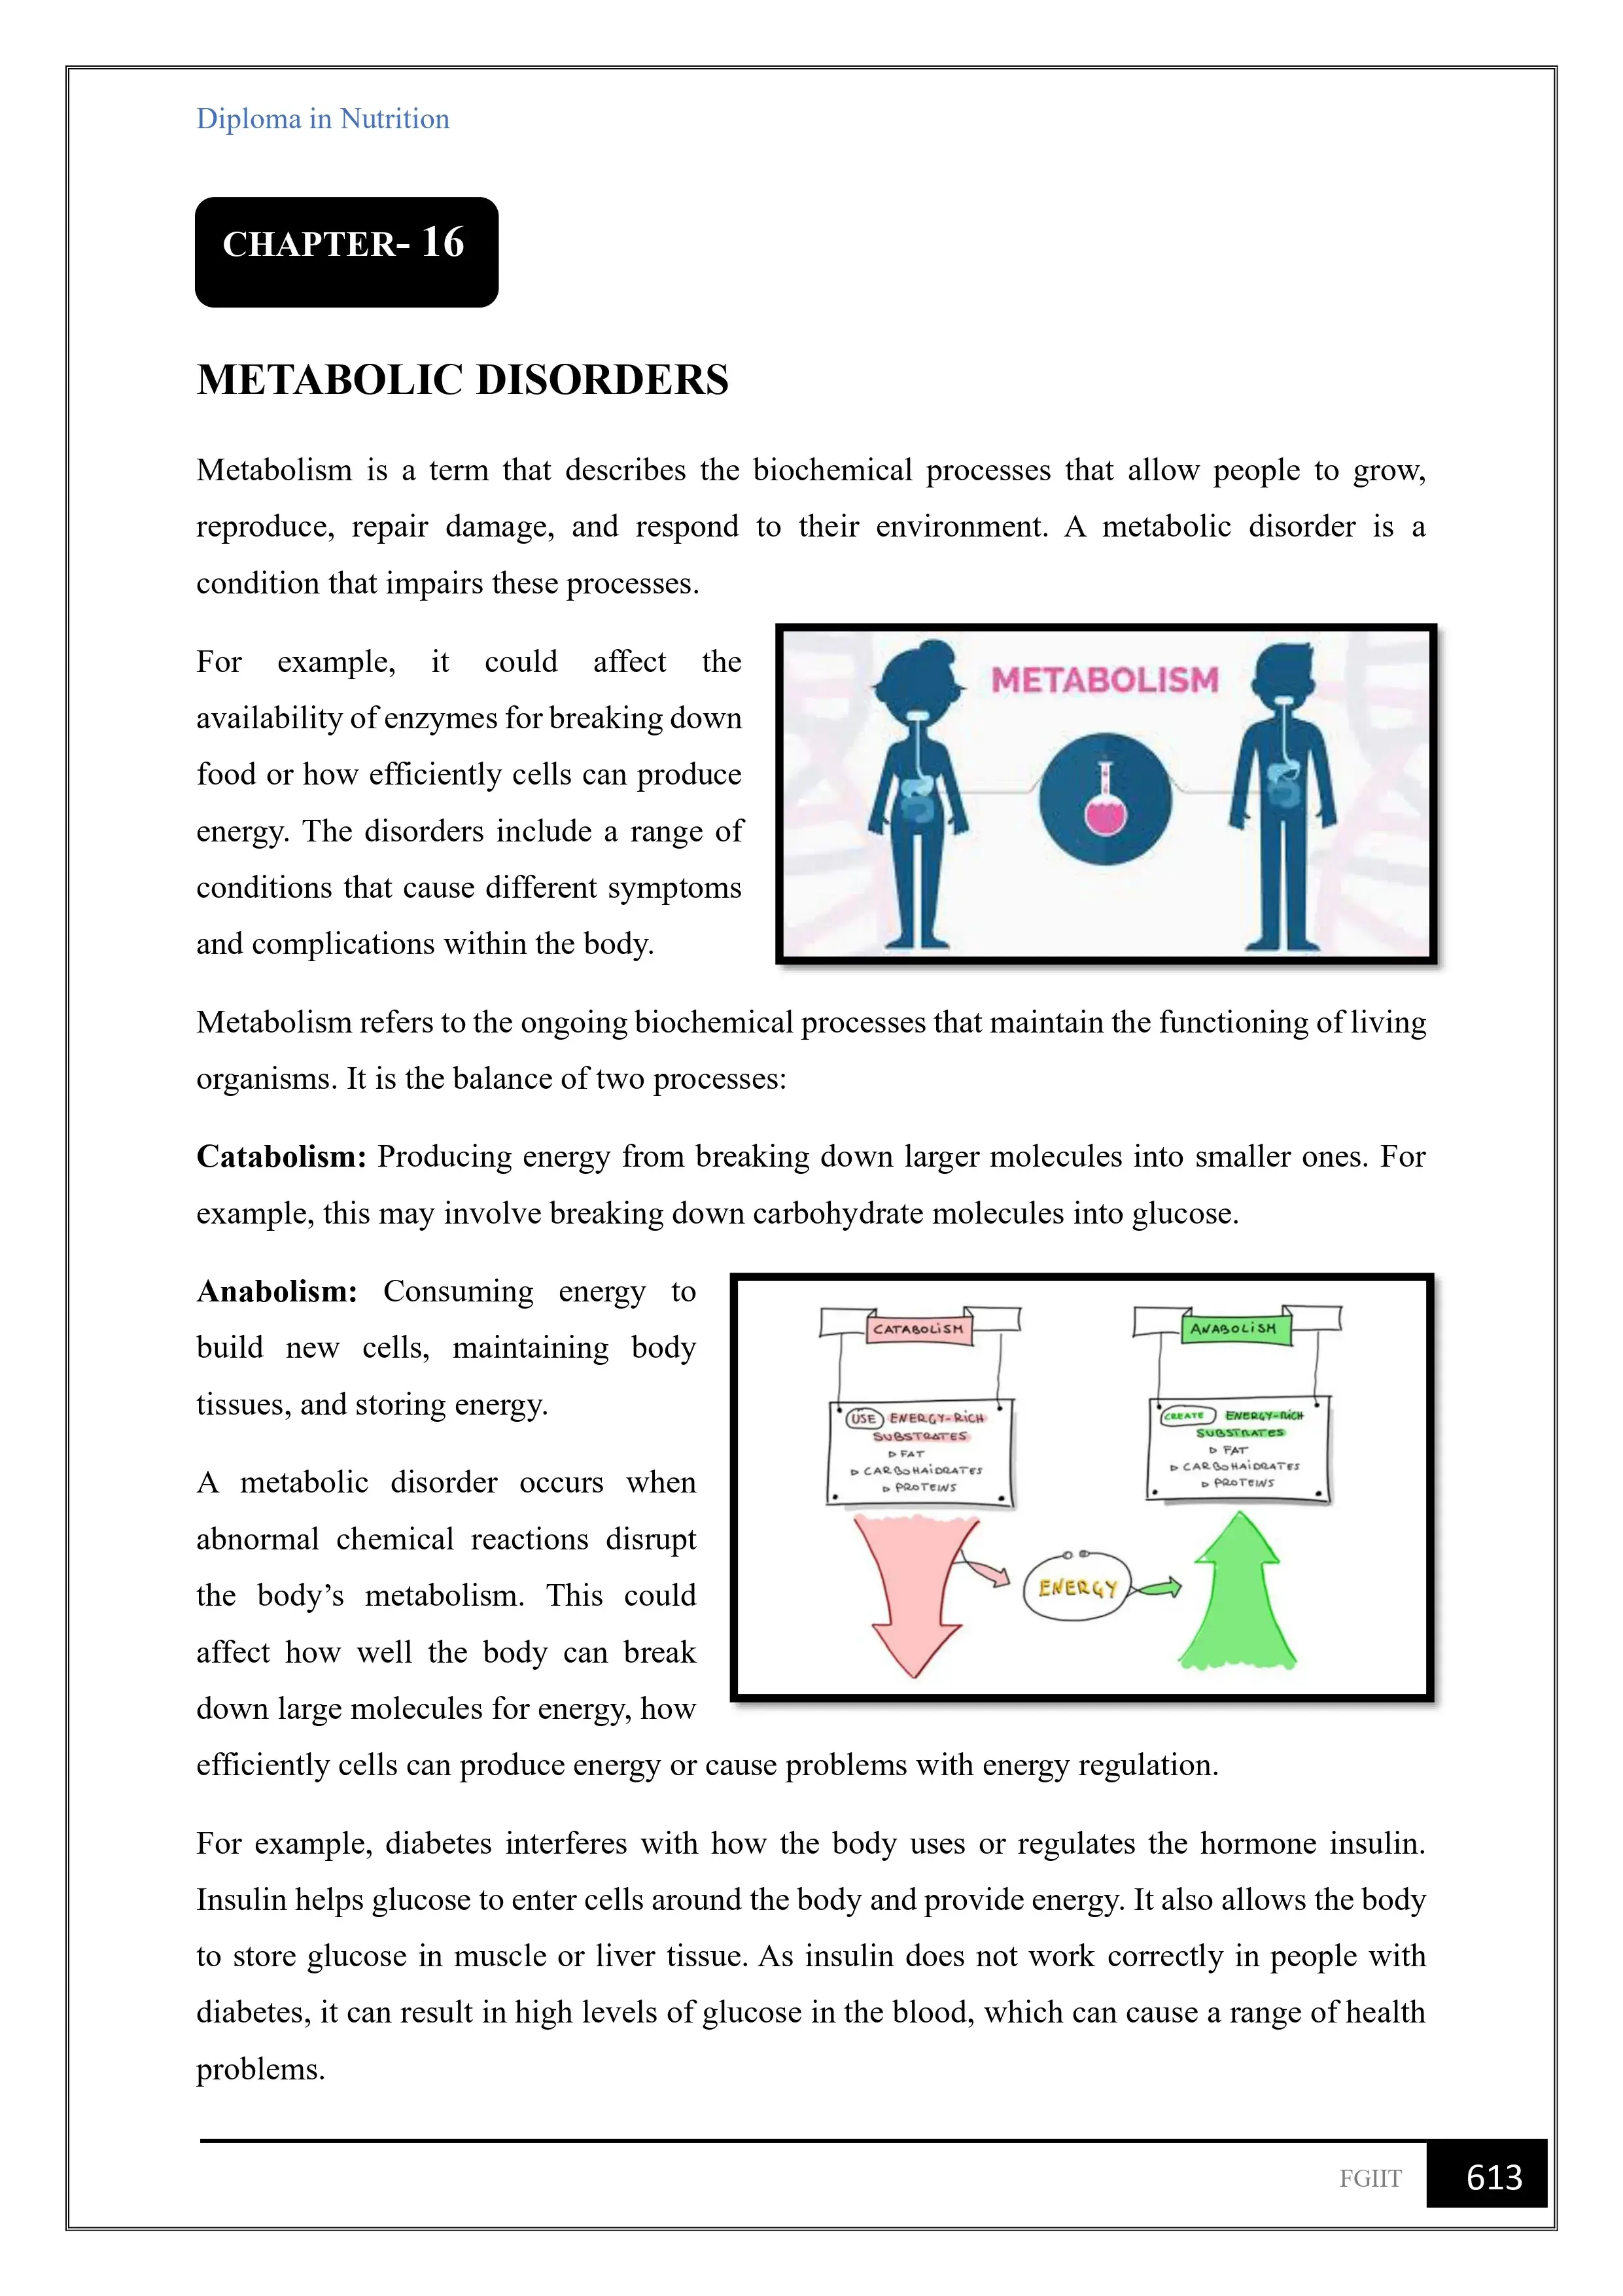 Diploma in Nutrition
CHAPTER- 16
METABOLIC DISORDERS
Metabolism is a term that describes the biochemical processes that allow people to grow,
reproduce, repair damage, and respond to their environment. A metabolic disorder is a
condition that impairs these processes.
For example, it could affect the
availability of enzymes for breaking down
food or how efficiently cells can produce
energy. The disorders include a range of
conditions that cause different symptoms
and complications within the body.
METABOLISM
Metabolism refers to the ongoing biochemical processes that maintain the functioning of living
organisms. It is the balance of two processes:
Catabolism: Producing energy from breaking down larger molecules into smaller ones. For
example, this may involve breaking down carbohydrate molecules into glucose.
Anabolism: Consuming energy to
build new cells, maintaining body
tissues, and storing energy.
A metabolic disorder occurs when
abnormal chemical reactions disrupt
the body’s metabolism. This could
affect how well the body can break
down large molecules for energy, how
efficiently cells can produce energy or cause problems with energy regulation.
CATABOLISM
USE ENERGY-RICH
SUBSTRATES
▷ FAT
▷ CARBOHAIDRATES
▷ PROTEINS
ANABOLISM
CREATE ENERGY-RICH
SUBSTRATES
▷ FAT
▷ CARBOHAIDRATES
▷ PROTEINS
ENERGY
For example, diabetes interferes with how the body uses or regulates the hormone insulin.
Insulin helps glucose to enter cells around the body and provide energy. It also allows the body
to store glucose in muscle or liver tissue. As insulin does not work correctly in people with
diabetes, it can result in high levels of glucose in the blood, which can cause a range of health
problems.
FGIIT 613